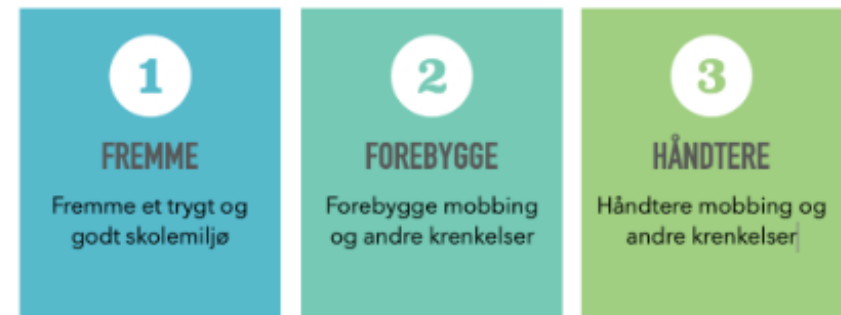 1
FREMME
Fremme et trygt og
godt skolemiljø
2
FOREBYGGE
Forebygge mobbing
og andre krenkelser
3
HÅNDTERE
Håndtere mobbing og
andre krenkelser